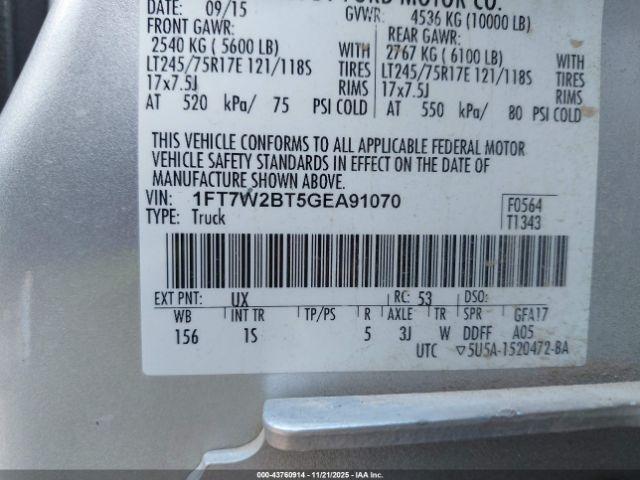 FORD MOTOR CO.
DATE: 09/15 GVWR: 4536 KG (10000 LB)
FRONT GAWR: REAR GAWR:
2540 KG ( 5600 LB) WITH 2767 KG ( 6100 LB) WITH
LT245/75R17E 121/118S TIRES LT245/75R17E 121/118S TIRES
17x7.5J RIMS 17x7.5J RIMS
AT 520 kPa/ 75 PSI COLD AT 550 kPa/ 80 PSI COLD
THIS VEHICLE CONFORMS TO ALL APPLICABLE FEDERAL MOTOR
VEHICLE SAFETY STANDARDS IN EFFECT ON THE DATE OF
MANUFACTURE SHOWN ABOVE.
VIN: 1FT7W2BT5GEA91070 F0564
TYPE: Truck T1343
EXT PNT: UX RC: 53 DSO:
WB INT TR TP/PS R AXLE TR SPR GFA17
156 1S 5 3J W DDFF A05
UTC ▽5U5A-1520472-BA
000-43760914 - 11/21/2025 - IAAI.com